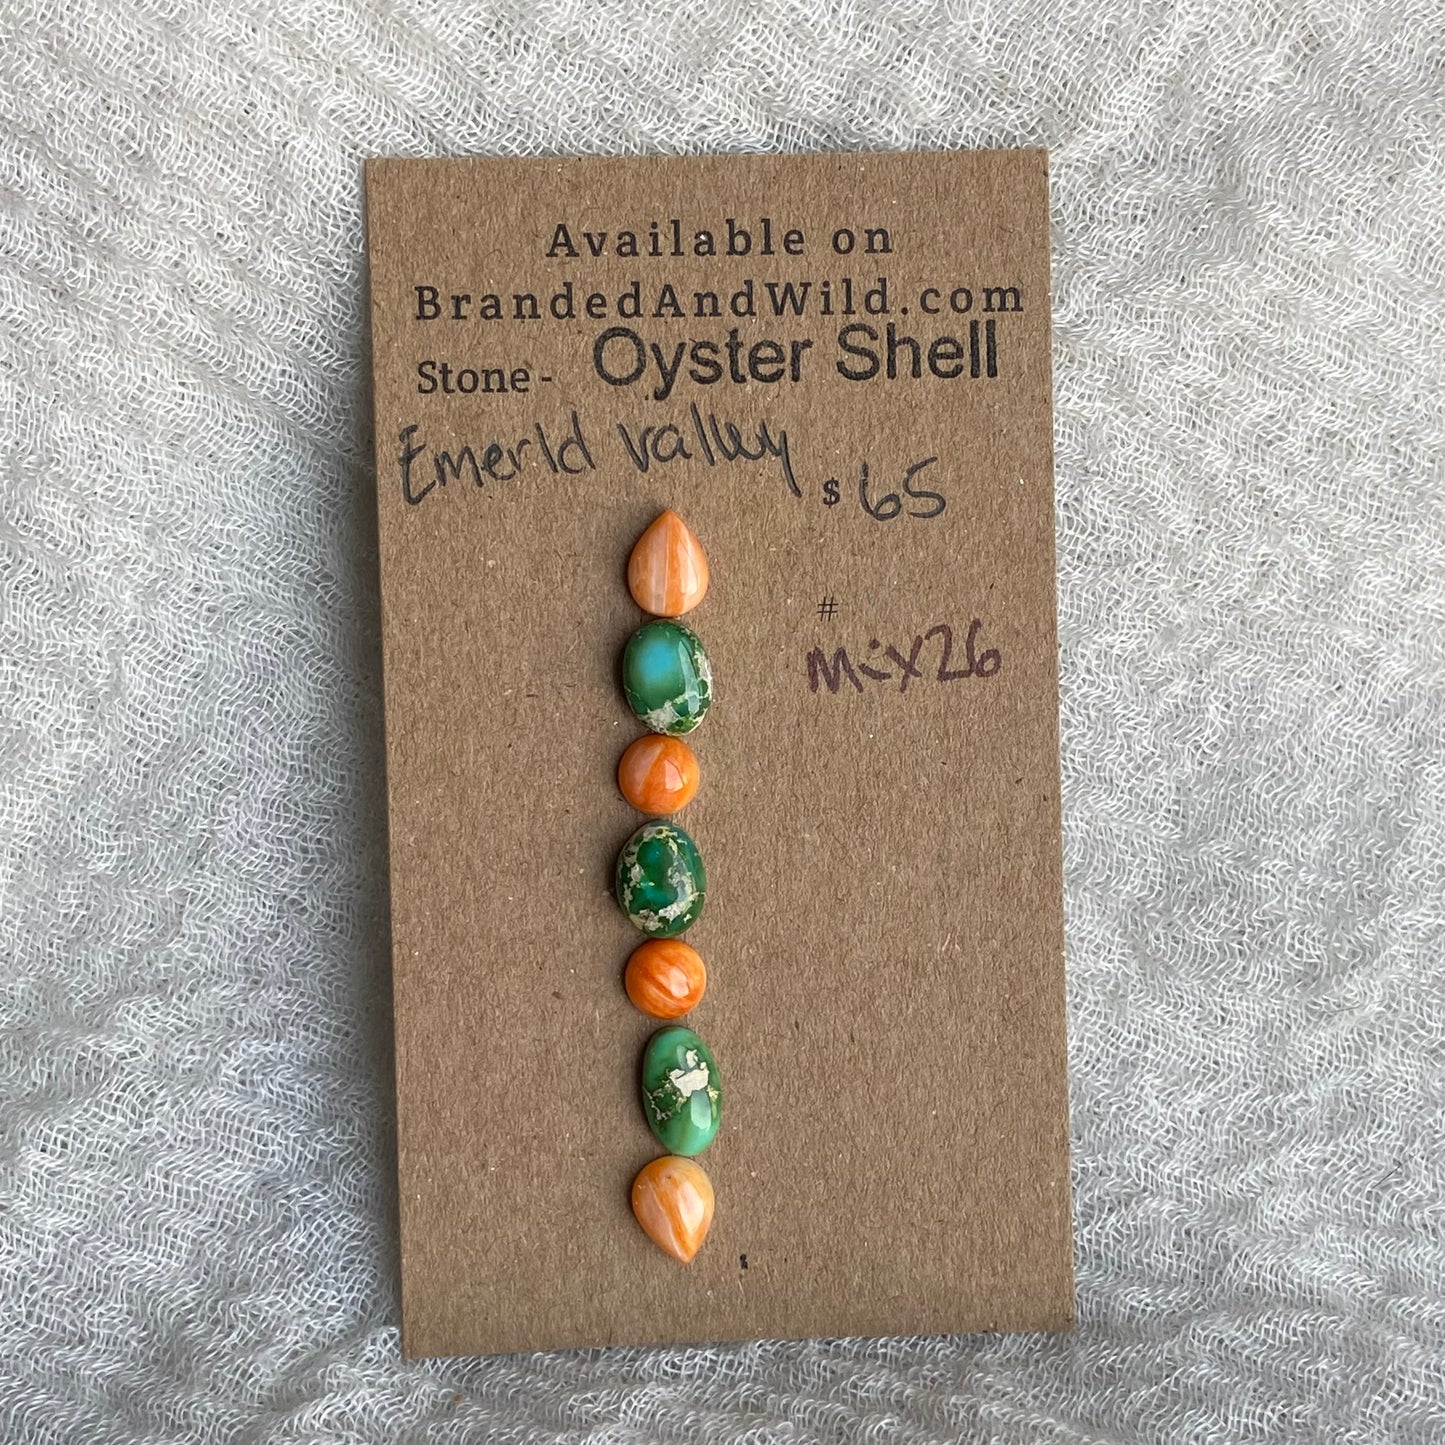 Available on
BrandedAndWild.com
Stone- Oyster Shell
Emerld valley
$65
#
mix26